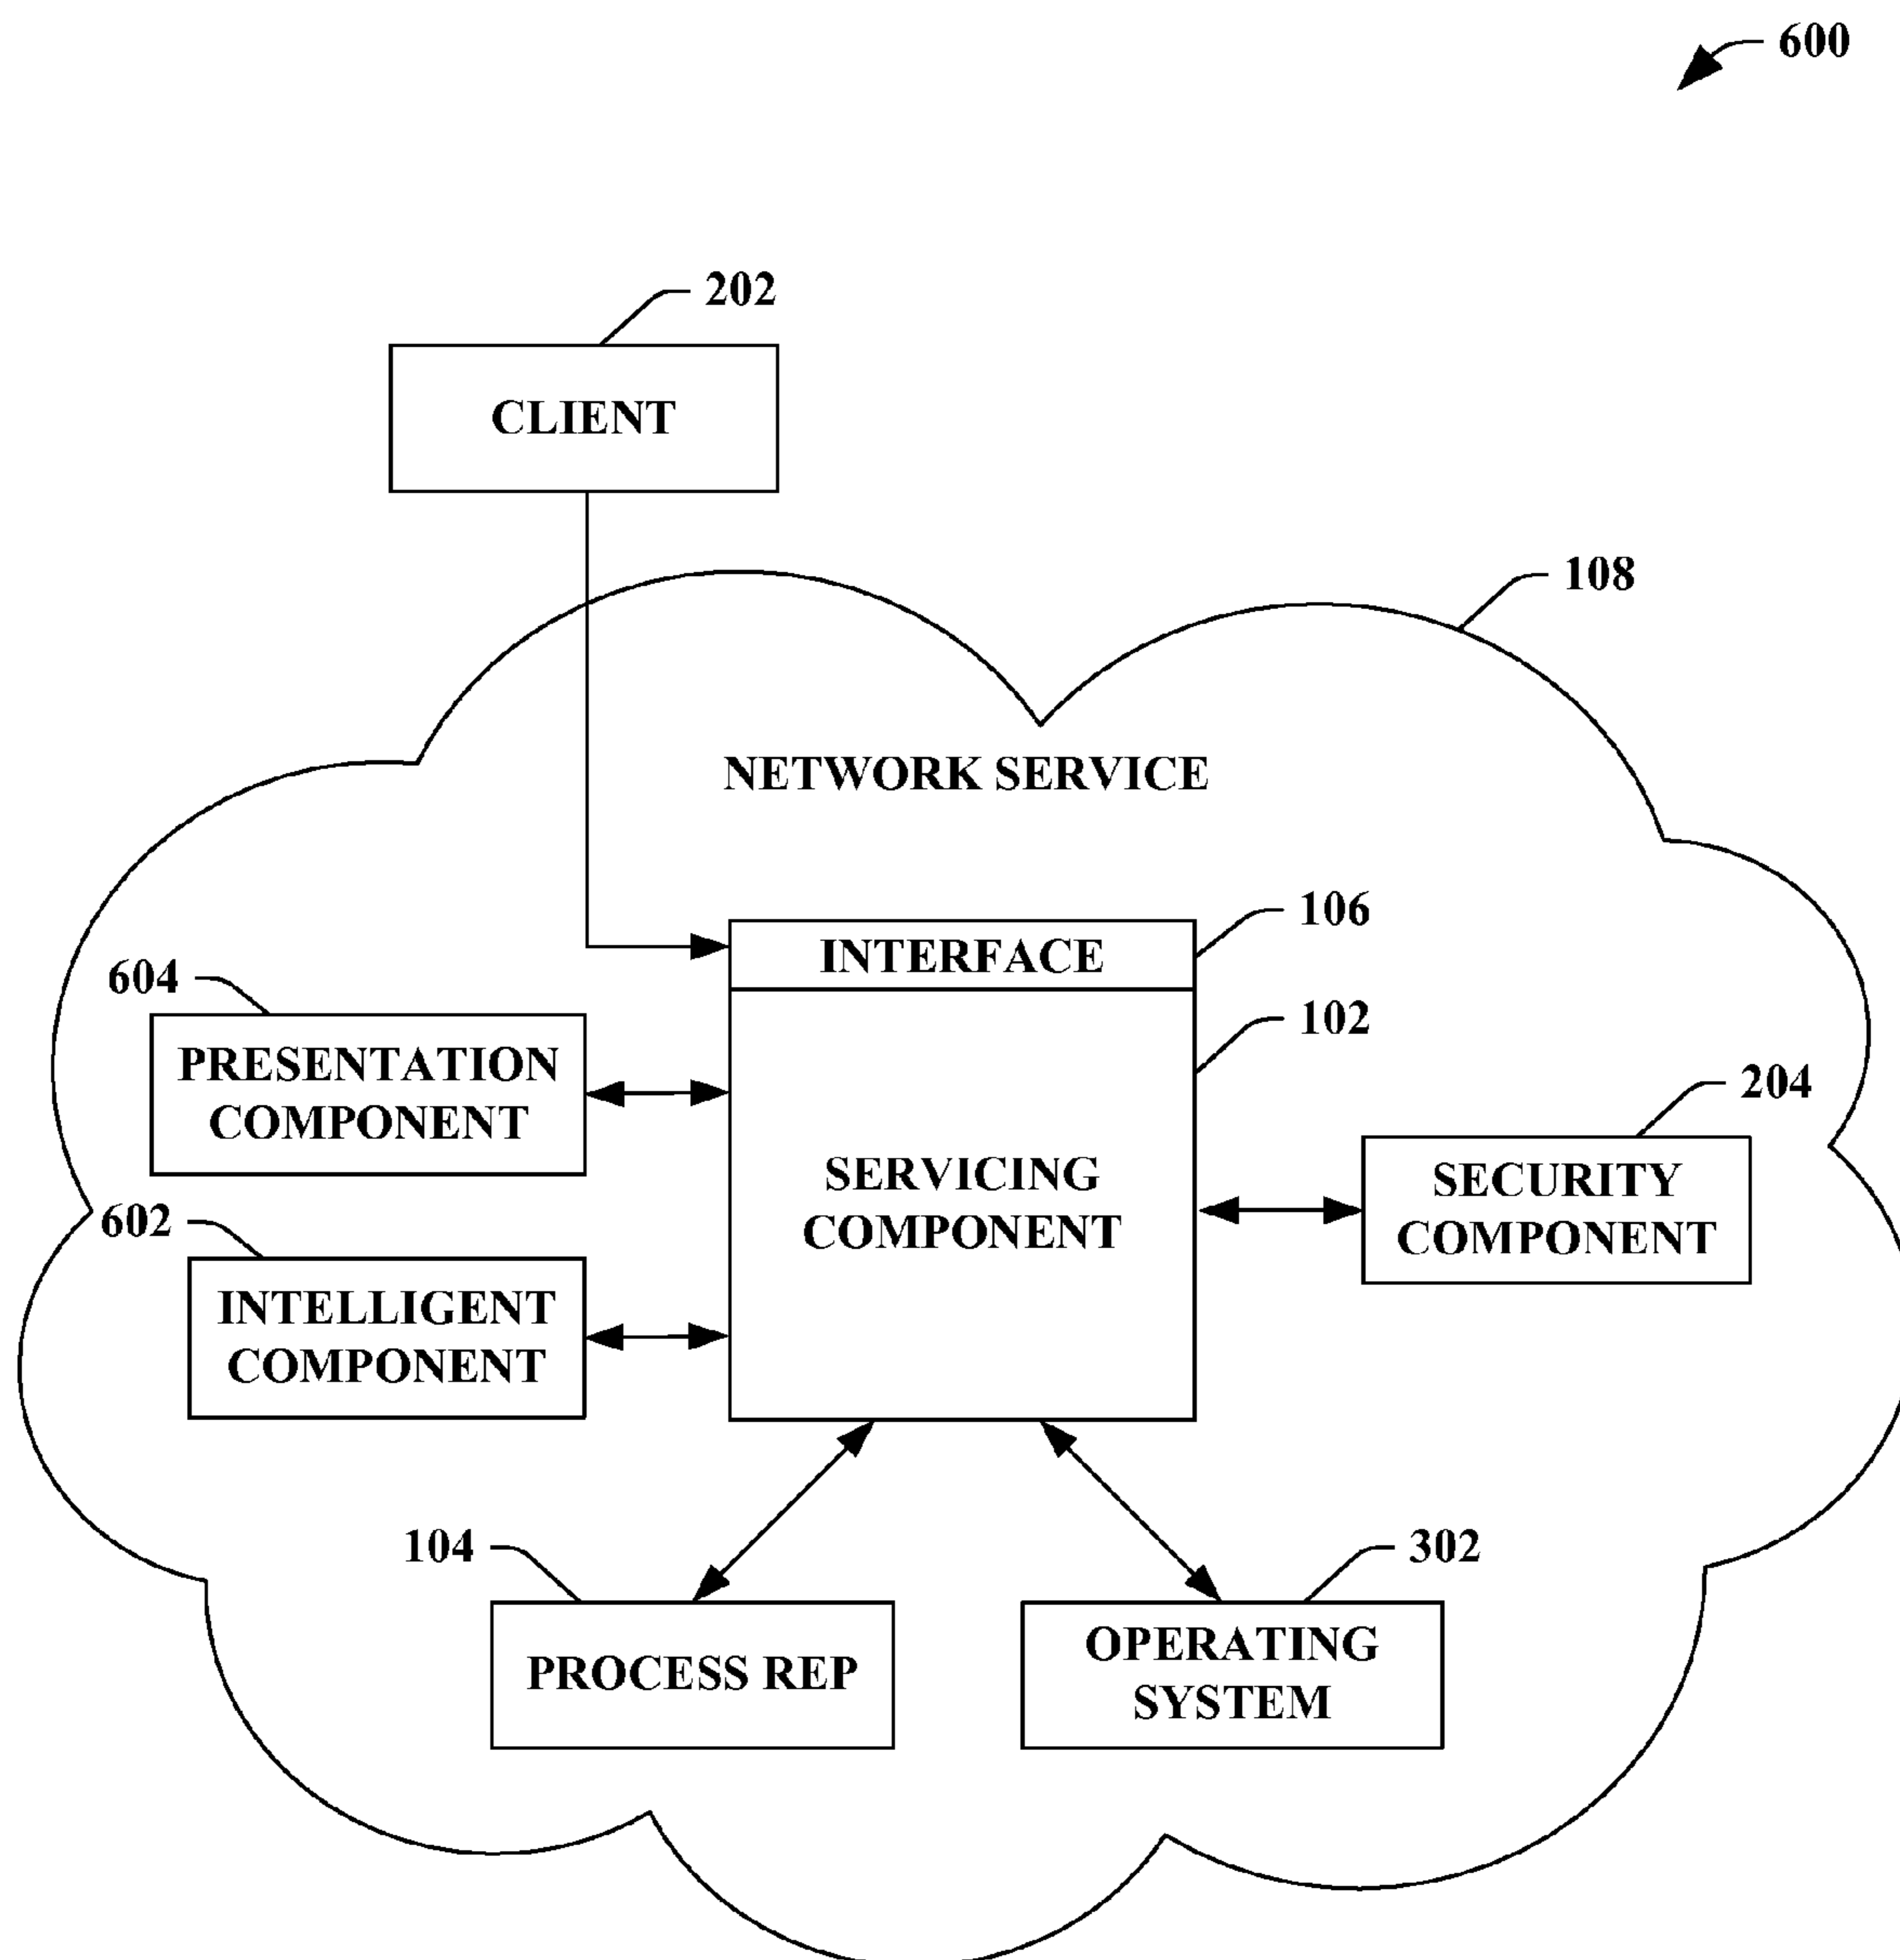 600
202
CLIENT
108
NETWORK SERVICE
106
INTERFACE
604
102
PRESENTATION
COMPONENT
204
SERVICING
COMPONENT
SECURITY
COMPONENT
602
INTELLIGENT
COMPONENT
104
302
PROCESS REP
OPERATING
SYSTEM